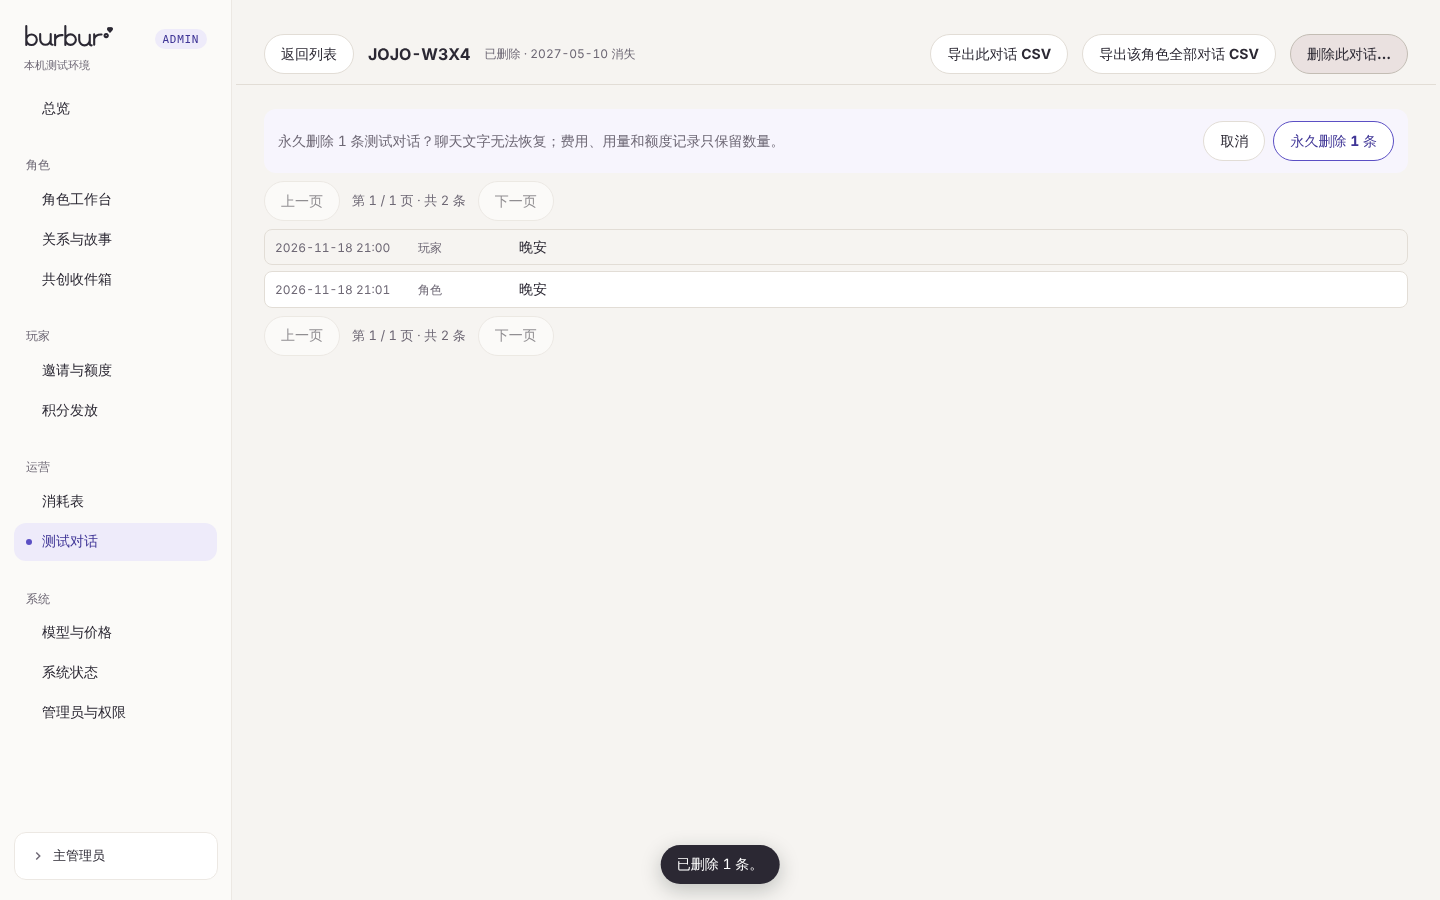 burbur
ADMIN
本机测试环境
总览
角色
角色工作台
关系与故事
共创收件箱
玩家
邀请与额度
积分发放
运营
消耗表
测试对话
系统
模型与价格
系统状态
管理员与权限
主管理员
返回列表 JOJO-W3X4 已删除 · 2027-05-10 消失 导出此对话 CSV 导出该角色全部对话 CSV 删除此对话...
永久删除 1 条测试对话？聊天文字无法恢复；费用、用量和额度记录只保留数量。 取消 永久删除 1 条
上一页 第 1 / 1 页 · 共 2 条 下一页
2026-11-18 21:00 玩家 晚安
2026-11-18 21:01 角色 晚安
上一页 第 1 / 1 页 · 共 2 条 下一页
已删除 1 条。